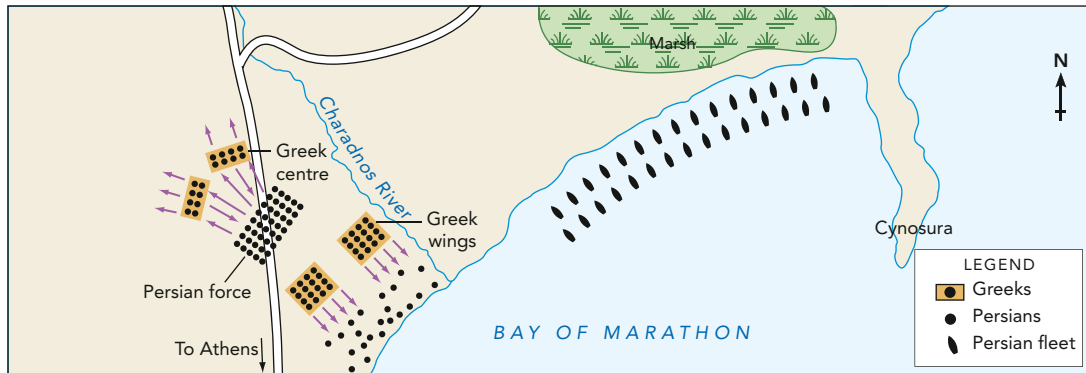 Marsh
N
Charadnos River
Greek
centre
Greek
wings
Cynosura
Persian force
To Athens
BAY OF MARATHON
LEGEND
Greeks
Persians
Persian fleet